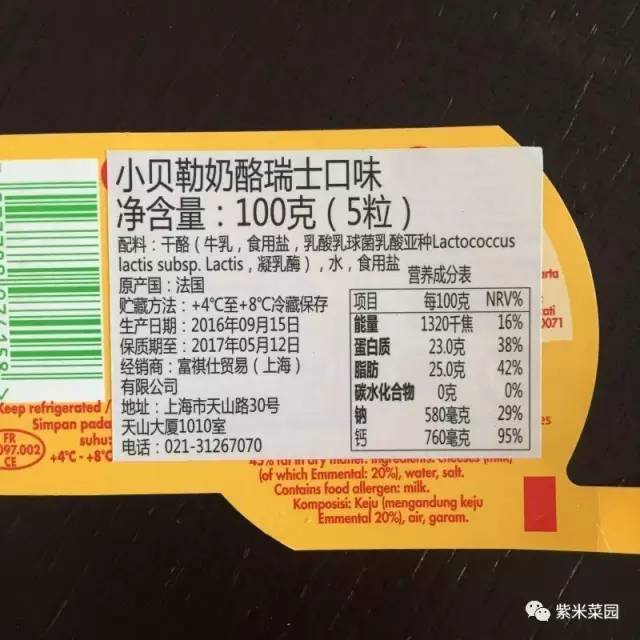 小贝勒奶酪瑞士口味
净含量：100克（5粒）
配料：干酪（牛乳，食用盐，乳酸乳球菌乳酸亚种Lactococcus
lactis subsp. Lactis，凝乳酶），水，食用盐
原产国：法国
贮藏方法：+4℃至+8℃冷藏保存
生产日期：2016年09月15日
保质期至：2017年05月12日
经销商：富祺仕贸易（上海）
有限公司
地址：上海市天山路30号
天山大厦1010室
电话：021-31267070
营养成分表
项目 每100克 NRV%
能量 1320千焦 16%
蛋白质 23.0克 38%
脂肪 25.0克 42%
碳水化合物 0克 0%
钠 580毫克 29%
钙 760毫克 95%
Keep refrigerated /
Simpan pada
suhu:
+4°C - +8°C
FR
097.002
CE
0071
(of which Emmental: 20%), water, salt.
Contains food allergen: milk.
Komposisi: Keju (mengandung keju
Emmental 20%), air, garam.
紫米菜园